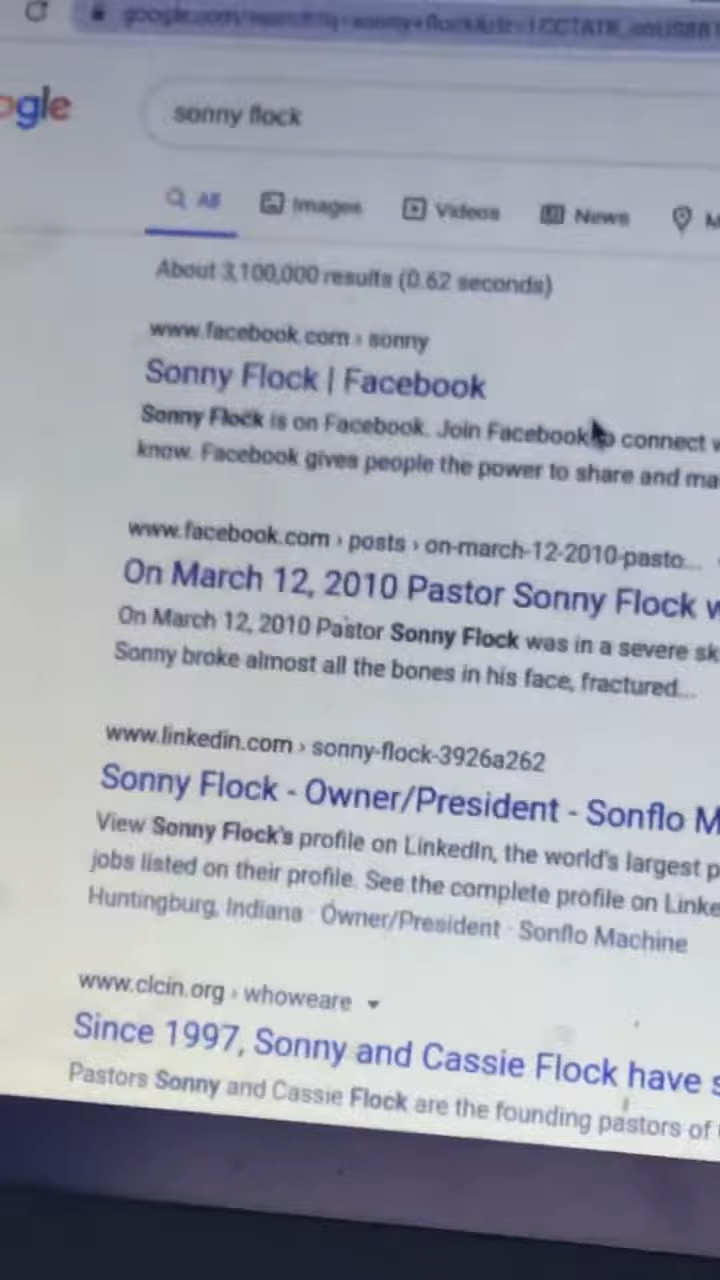 ogle
sonny flock
All Images Videos News M
About 3,100,000 results (0.62 seconds)
www.facebook.com › sonny
Sonny Flock | Facebook
Sonny Flock is on Facebook. Join Facebook to connect w
know. Facebook gives people the power to share and ma
www.facebook.com › posts › on-march-12-2010-pasto...
On March 12, 2010 Pastor Sonny Flock w
On March 12, 2010 Pastor Sonny Flock was in a severe sk
Sonny broke almost all the bones in his face, fractured...
www.linkedin.com › sonny-flock-3926a262
Sonny Flock - Owner/President - Sonflo M
View Sonny Flock's profile on LinkedIn, the world's largest p
jobs listed on their profile. See the complete profile on Linke
Huntingburg, Indiana · Owner/President · Sonflo Machine
www.clcin.org › whoweare
Since 1997, Sonny and Cassie Flock have s
Pastors Sonny and Cassie Flock are the founding pastors of